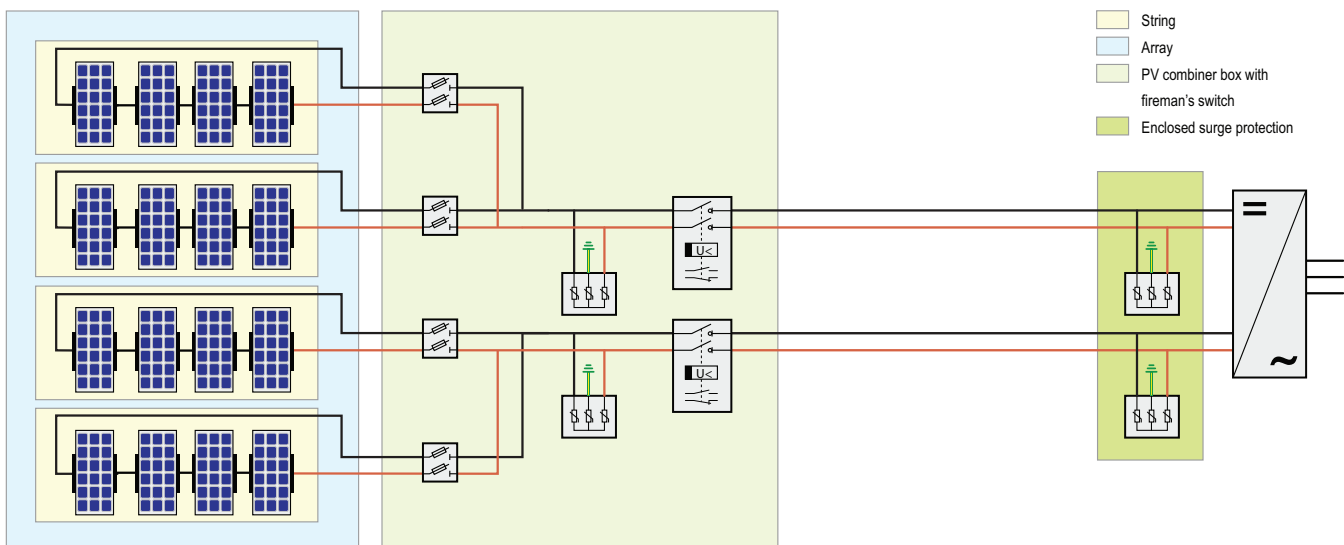 String
Array
PV combiner box with
fireman's switch
Enclosed surge protection
U<
U<
=
~